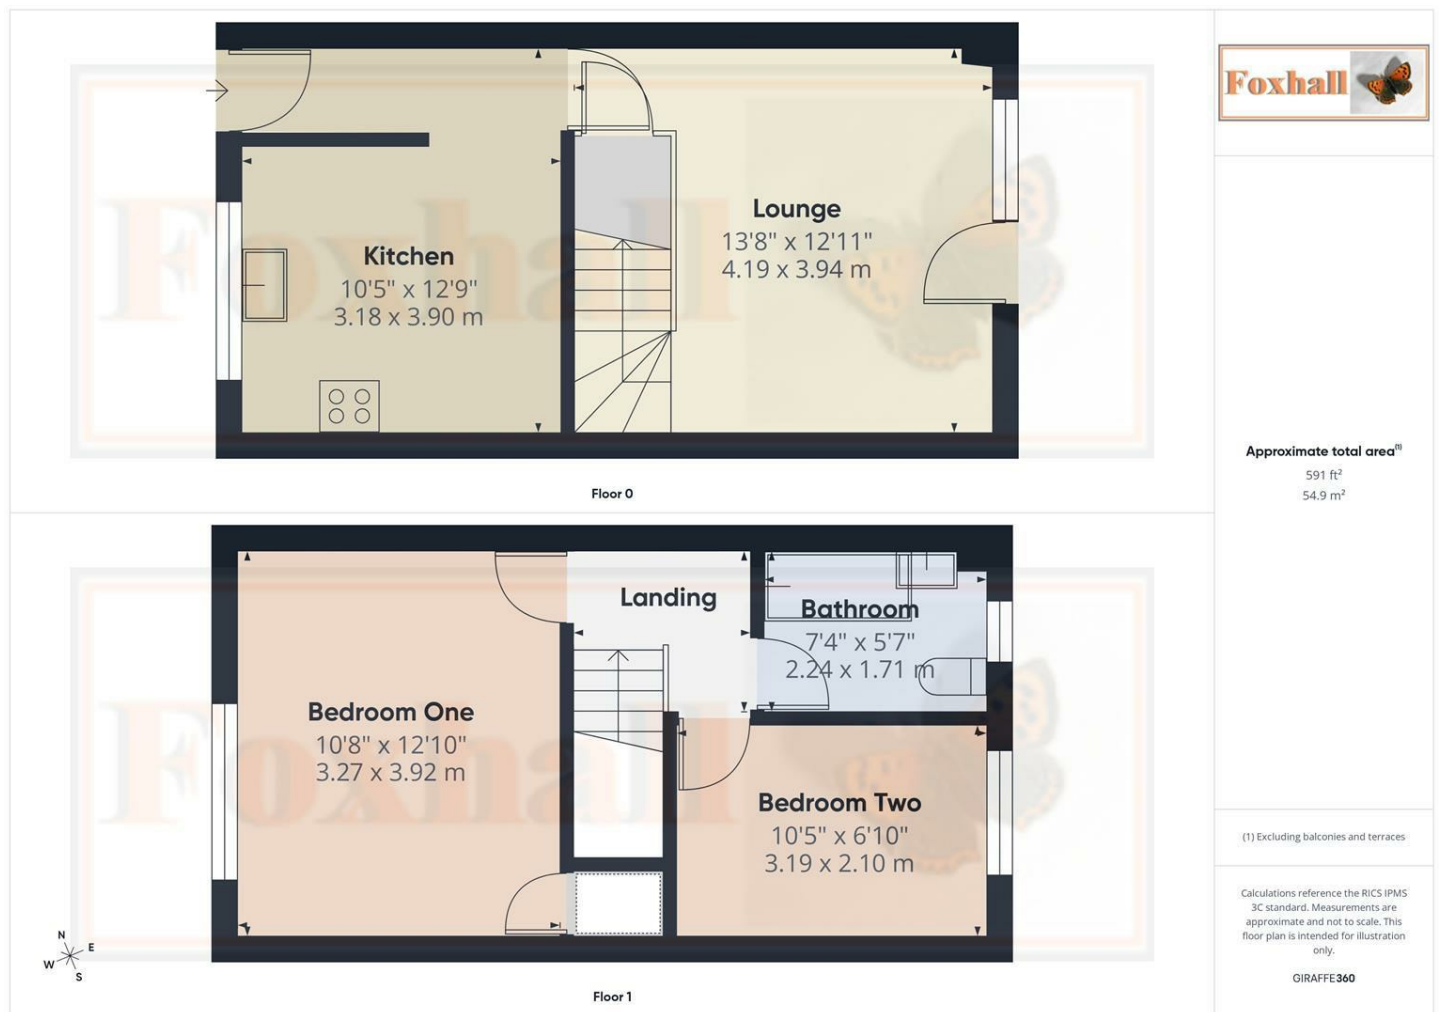 Foxhall
Kitchen
10'5" x 12'9"
3.18 x 3.90 m
Lounge
13'8" x 12'11"
4.19 x 3.94 m
Floor 0
Foxhall
Landing
Bathroom
7'4" x 5'7"
2.24 x 1.71 m
Bedroom One
10'8" x 12'10"
3.27 x 3.92 m
Bedroom Two
10'5" x 6'10"
3.19 x 2.10 m
N
E
W
S
Floor 1
Foxhall
Approximate total area(1)
591 ft²
54.9 m²
(1) Excluding balconies and terraces
Calculations reference the RICS IPMS
3C standard. Measurements are
approximate and not to scale. This
floor plan is intended for illustration
only.
GIRAFFE360